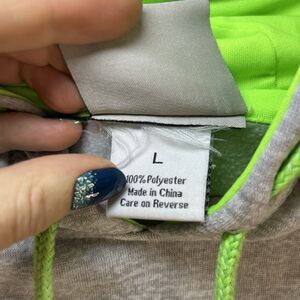 L
100% Polyester
Made in China
Care on Reverse